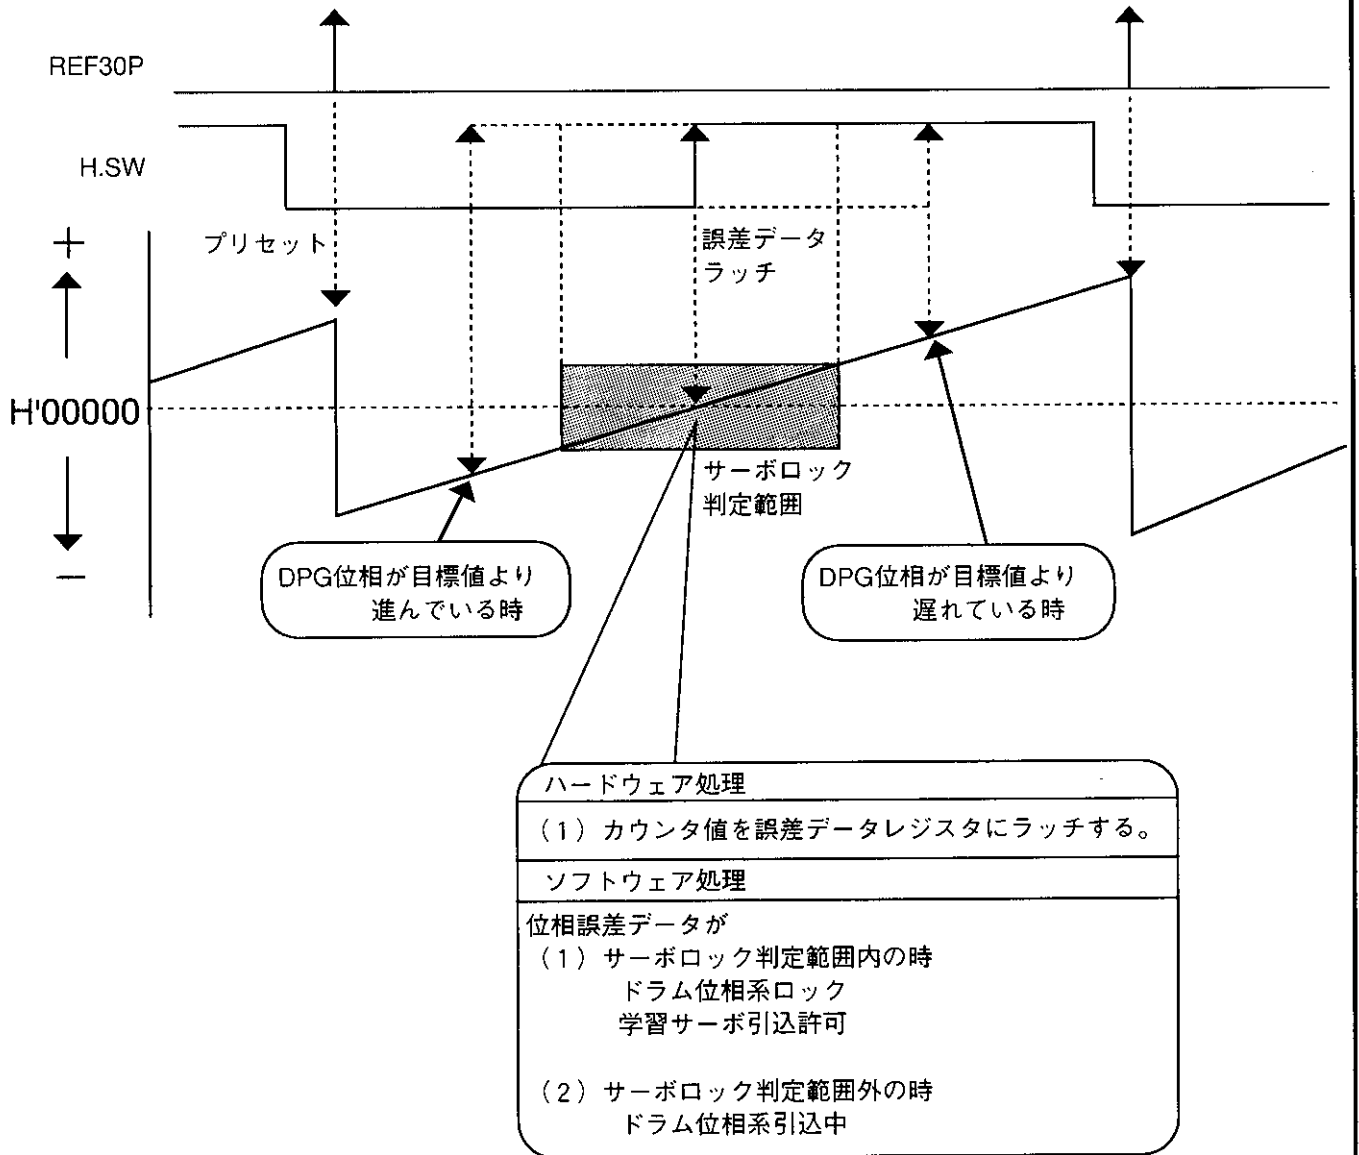 REF30P
H.SW
プリセット
誤差データ
ラッチ
+
H'00000
−
サーボロック
判定範囲
DPG位相が目標値より
進んでいる時
DPG位相が目標値より
遅れている時
ハードウェア処理
(1) カウンタ値を誤差データレジスタにラッチする。
ソフトウェア処理
位相誤差データが
(1) サーボロック判定範囲内の時
ドラム位相系ロック
学習サーボ引込許可
(2) サーボロック判定範囲外の時
ドラム位相系引込中